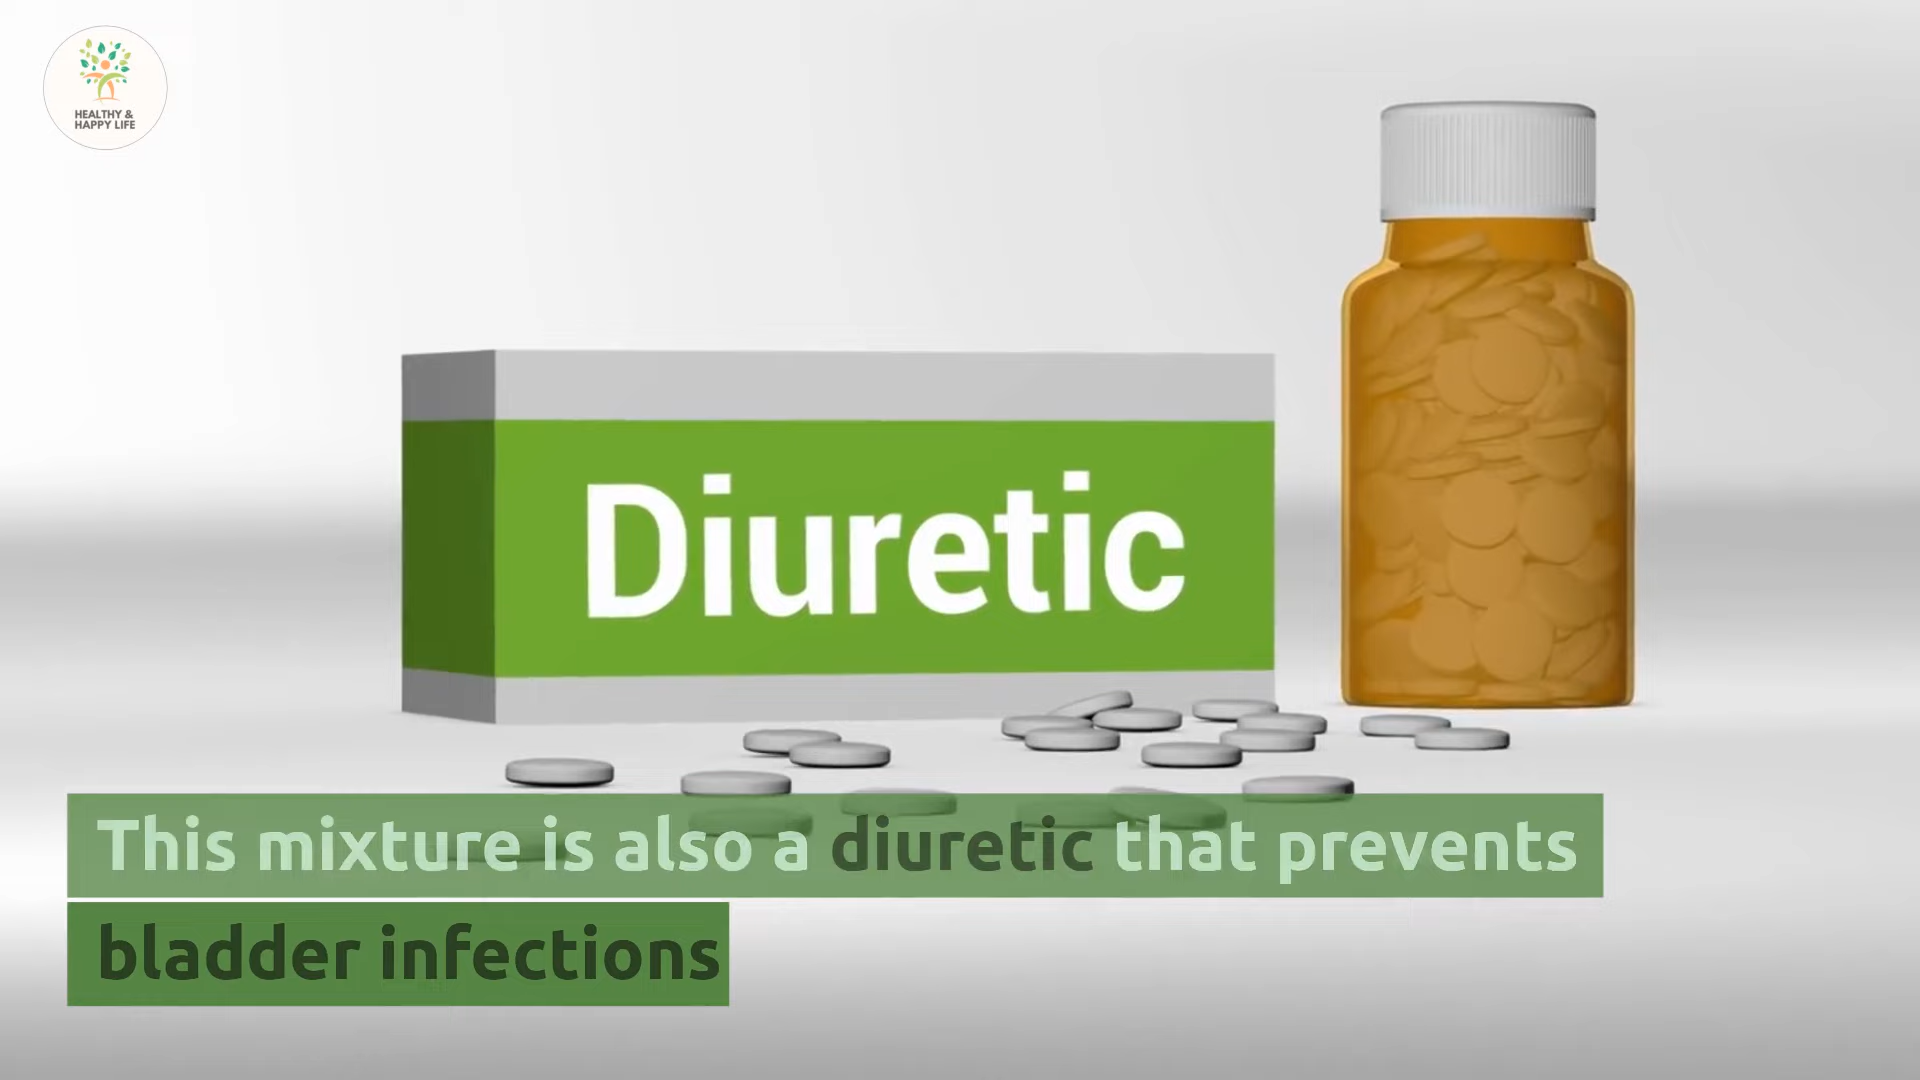 HEALTHY &
HAPPY LIFE
Diuretic
This mixture is also a diuretic that prevents
bladder infections